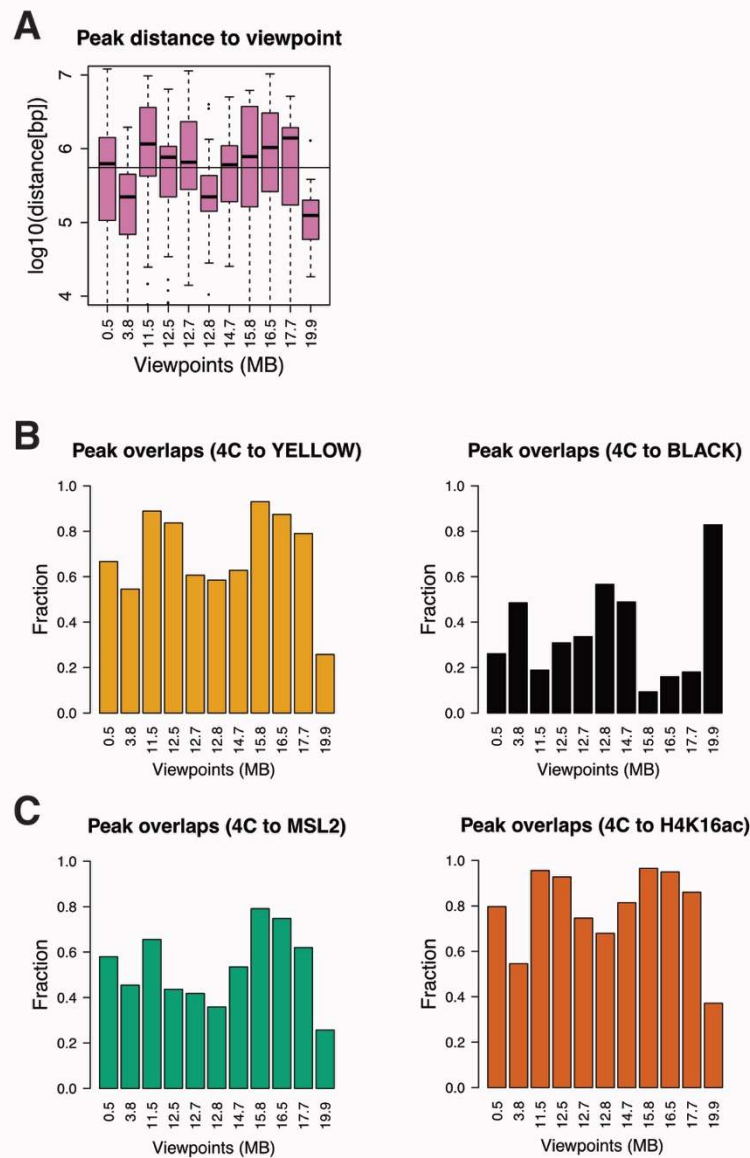 A
Peak distance to viewpoint
log10(distance[bp])
7
6
5
4
0.5 3.8 11.5 12.5 12.7 12.8 14.7 15.8 16.5 17.7 19.9
Viewpoints (MB)
B
Peak overlaps (4C to YELLOW)
Fraction
1.0
0.8
0.6
0.4
0.2
0.0
0.5 3.8 11.5 12.5 12.7 12.8 14.7 15.8 16.5 17.7 19.9
Viewpoints (MB)
Peak overlaps (4C to BLACK)
Fraction
1.0
0.8
0.6
0.4
0.2
0.0
0.5 3.8 11.5 12.5 12.7 12.8 14.7 15.8 16.5 17.7 19.9
Viewpoints (MB)
C
Peak overlaps (4C to MSL2)
Fraction
1.0
0.8
0.6
0.4
0.2
0.0
0.5 3.8 11.5 12.5 12.7 12.8 14.7 15.8 16.5 17.7 19.9
Viewpoints (MB)
Peak overlaps (4C to H4K16ac)
Fraction
1.0
0.8
0.6
0.4
0.2
0.0
0.5 3.8 11.5 12.5 12.7 12.8 14.7 15.8 16.5 17.7 19.9
Viewpoints (MB)